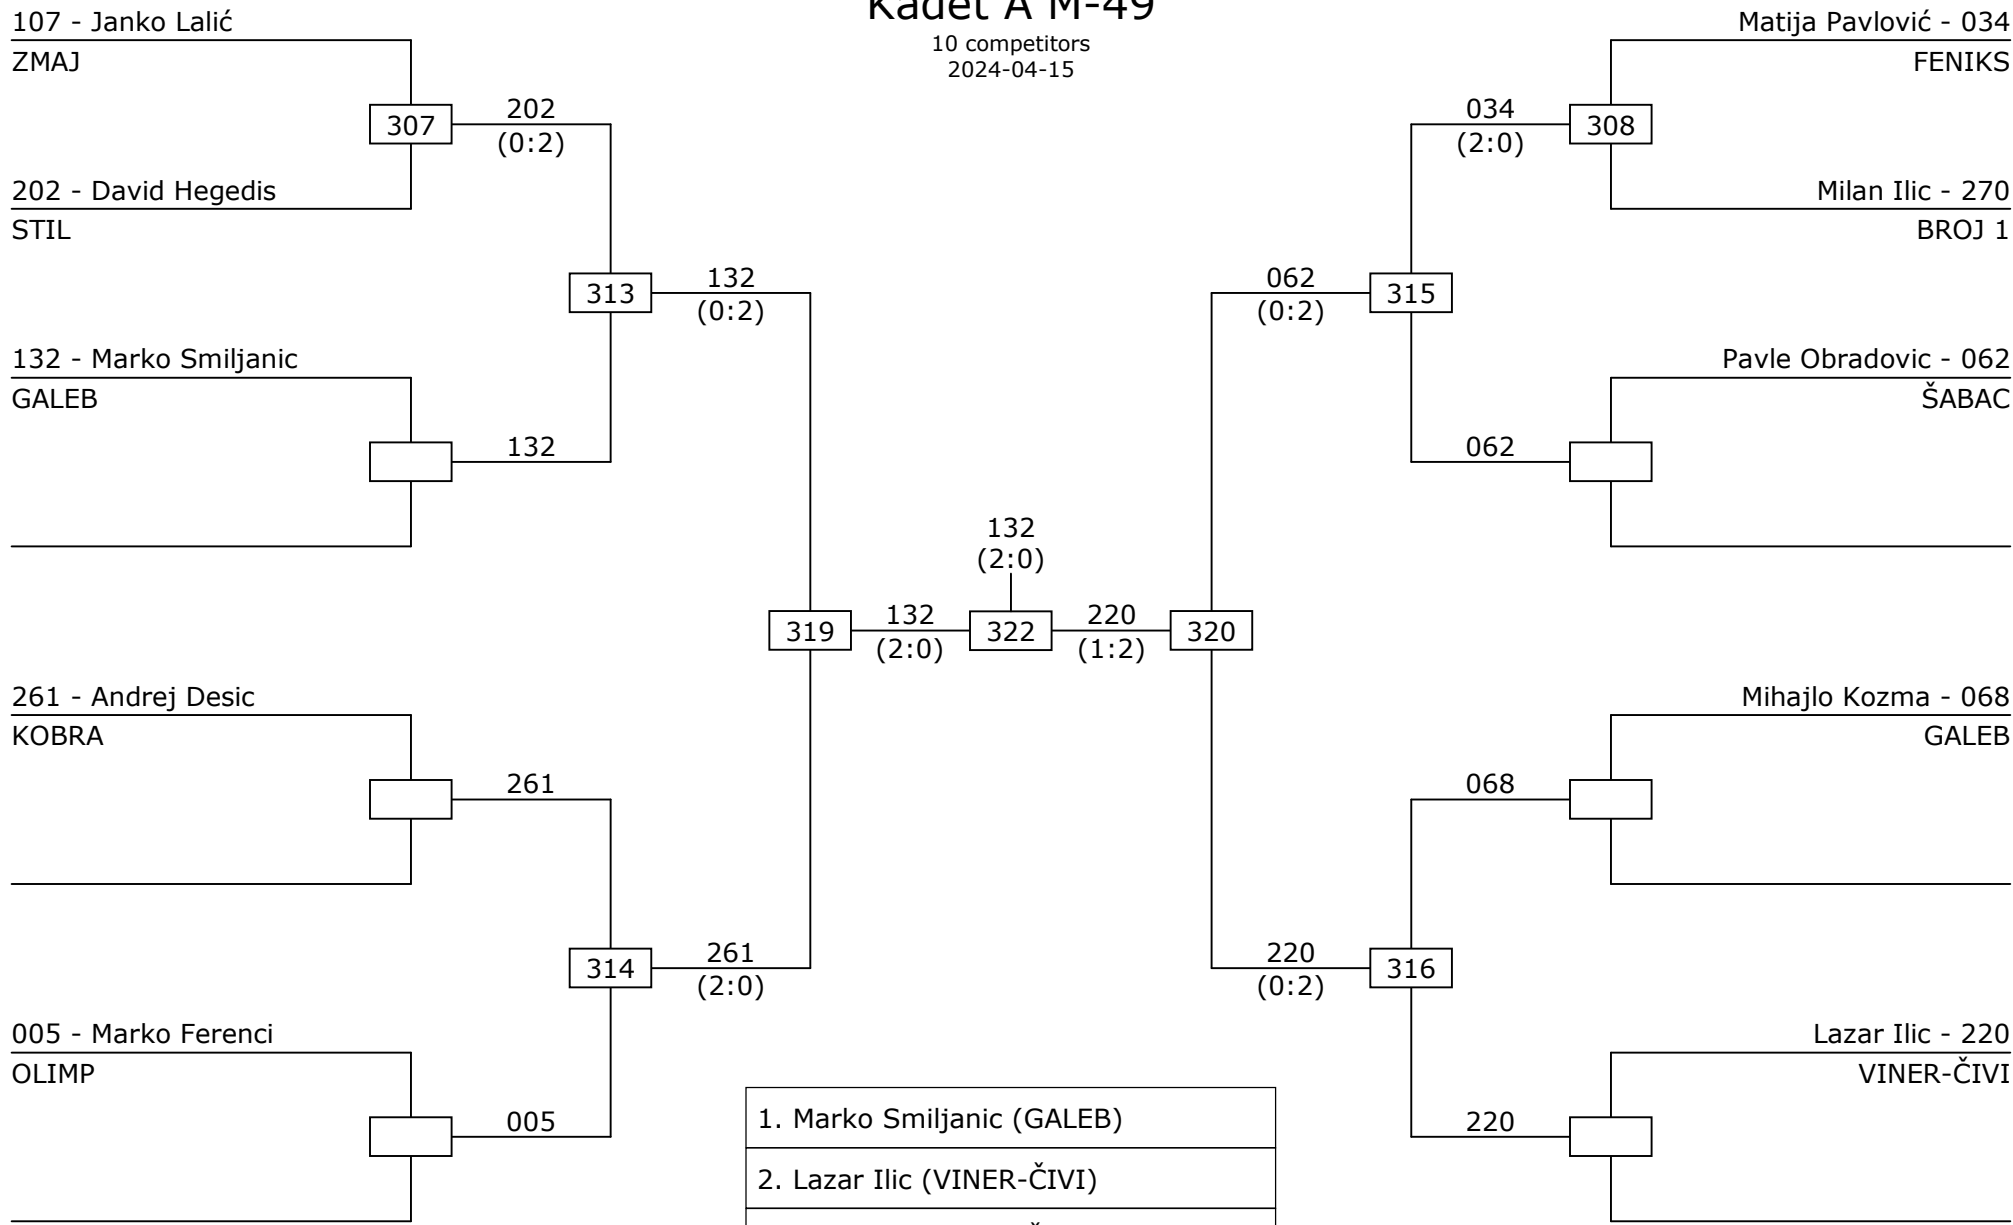 Kadet A M-49
10 competitors
2024-04-15
107 - Janko Lalić
ZMAJ
307
202
(0:2)
202 - David Hegedis
STIL
313
132
(0:2)
132 - Marko Smiljanic
GALEB
132
319
132
(2:0)
261 - Andrej Desic
KOBRA
261
314
261
(2:0)
005 - Marko Ferenci
OLIMP
005
132
(2:0)
322
Matija Pavlović - 034
FENIKS
034
(2:0)
308
Milan Ilic - 270
BROJ 1
062
(0:2)
315
Pavle Obradovic - 062
ŠABAC
062
220
(1:2)
320
Mihajlo Kozma - 068
GALEB
068
220
(0:2)
316
Lazar Ilic - 220
VINER-ČIVI
220
1. Marko Smiljanic (GALEB)
2. Lazar Ilic (VINER-ČIVI)